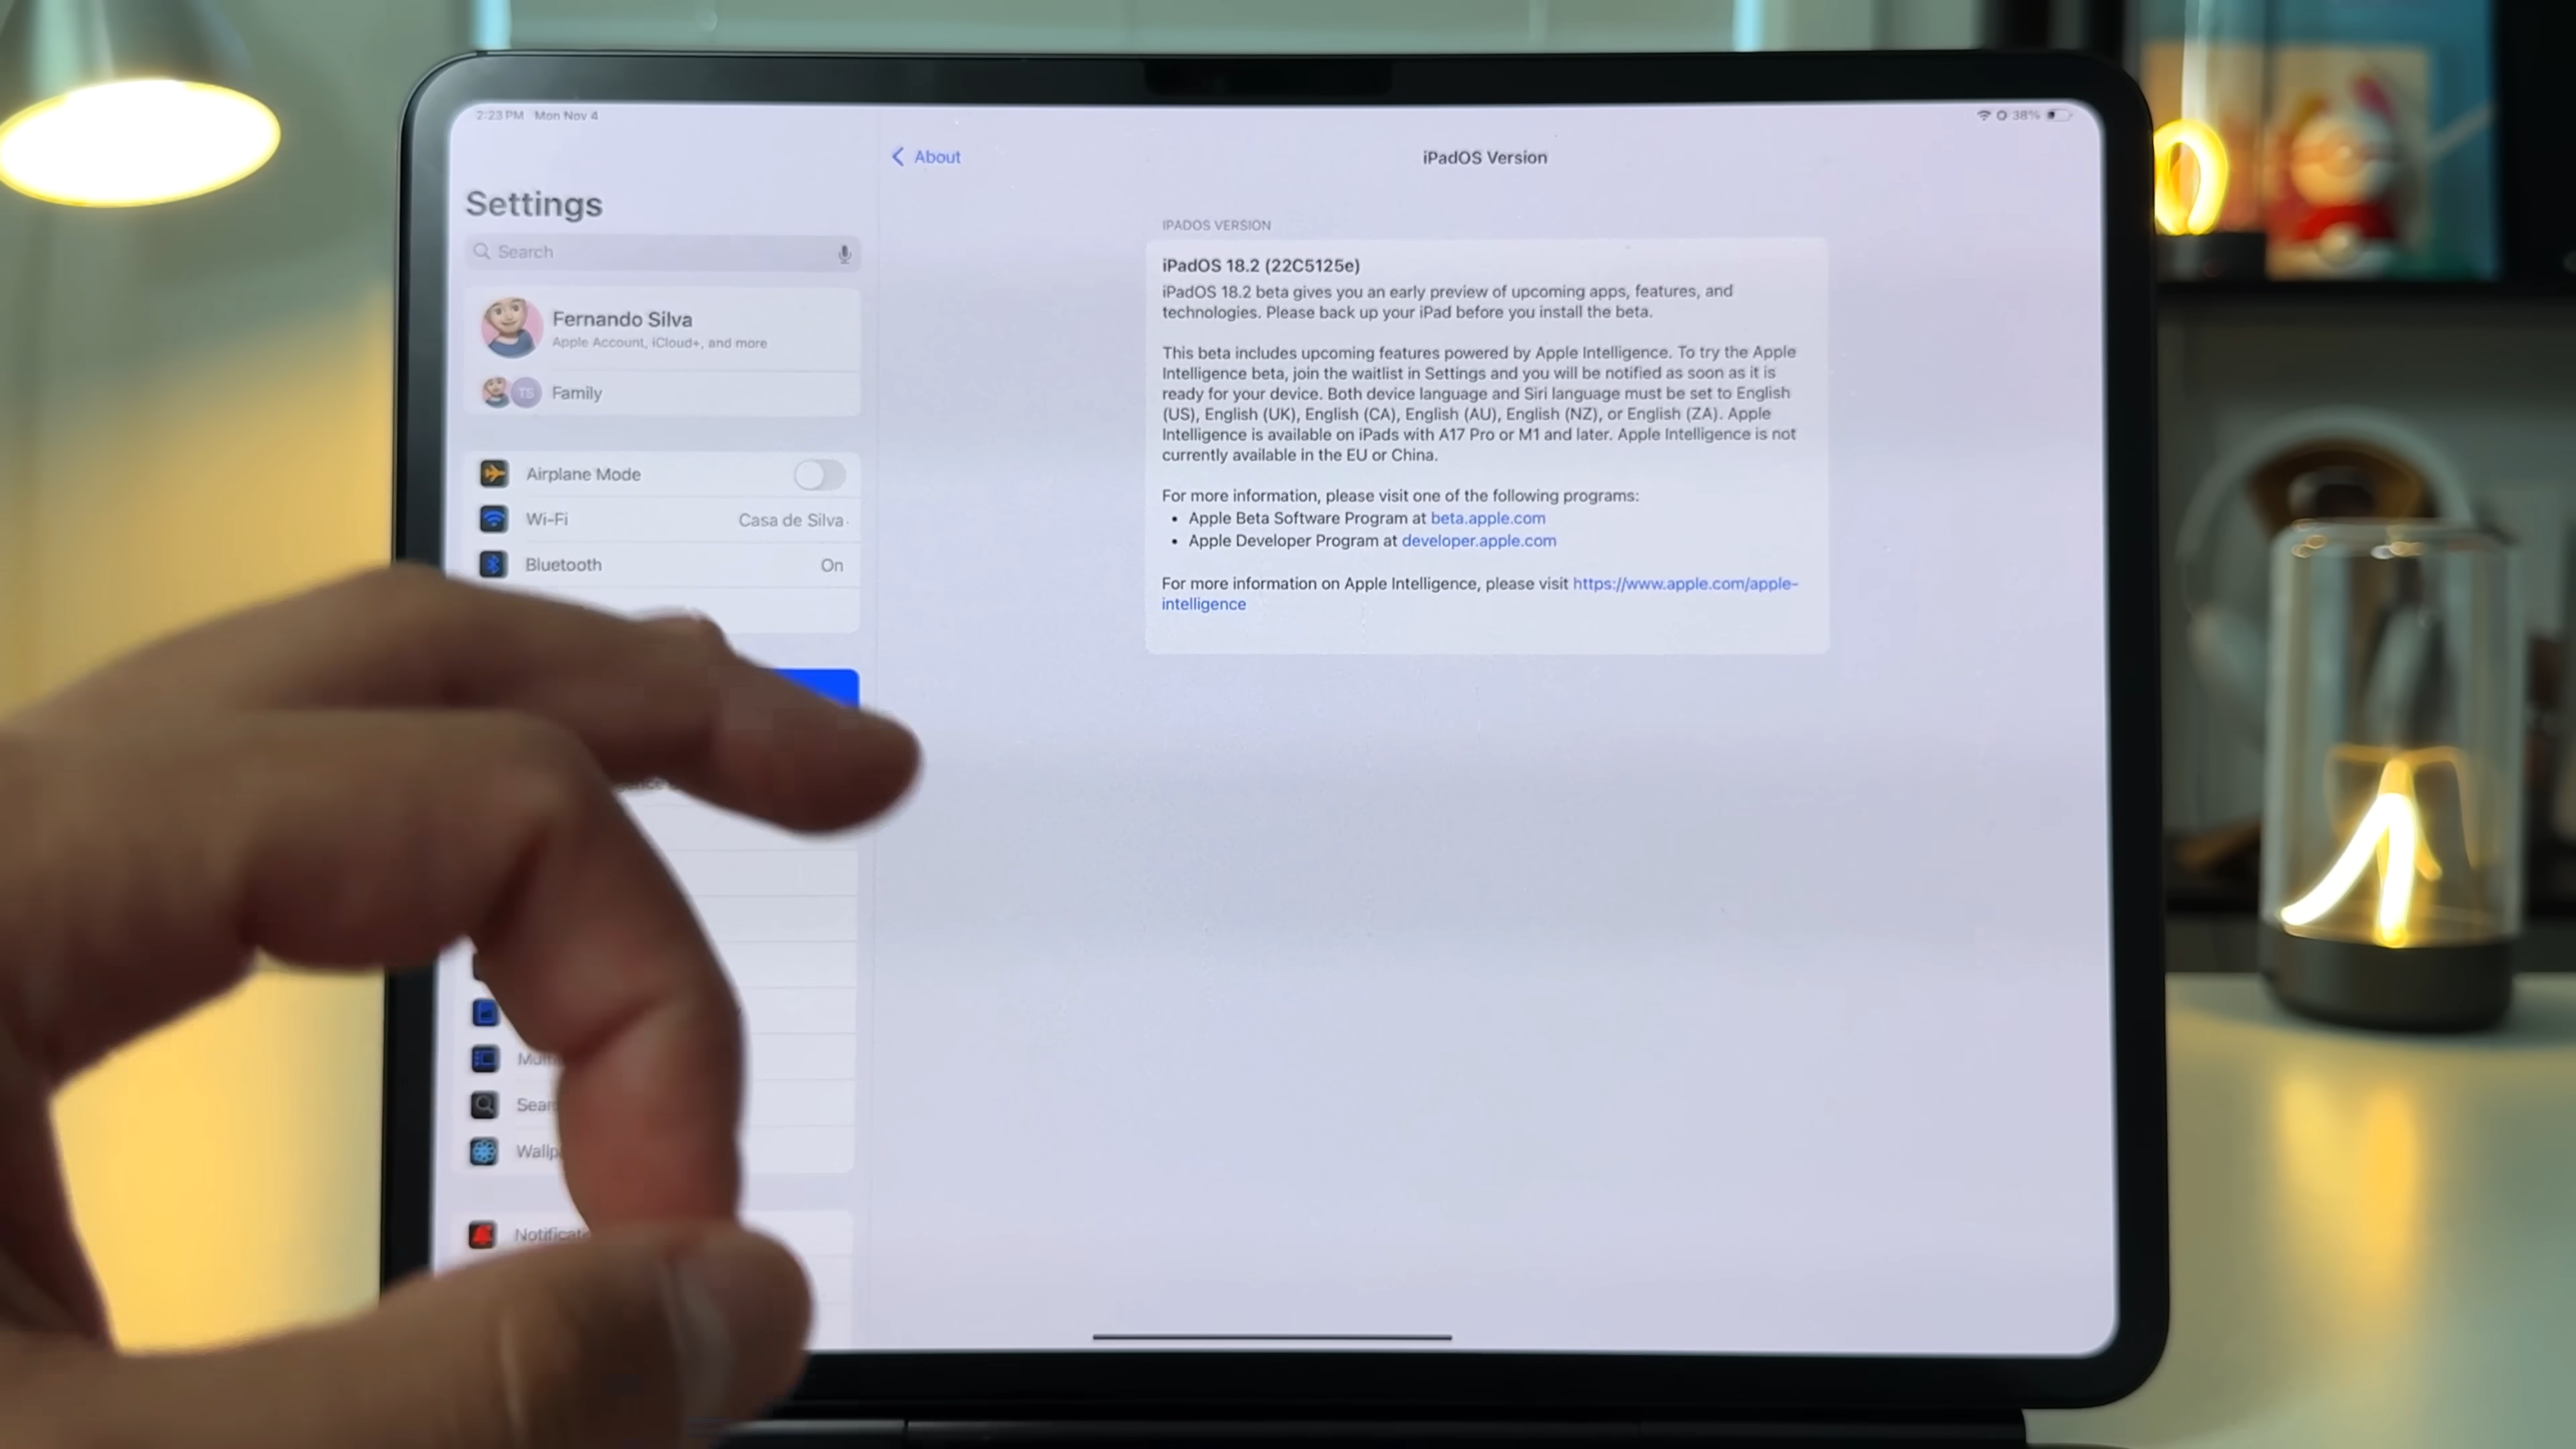 2:23 PM Mon Nov 4
38%
Settings
Search
Fernando Silva
Apple Account, iCloud+, and more
TS
Family
Airplane Mode
Wi-Fi
Casa de Silva
Bluetooth
On
About
iPadOS Version
IPADOS VERSION
iPadOS 18.2 (22C5125e)
iPadOS 18.2 beta gives you an early preview of upcoming apps, features, and
technologies. Please back up your iPad before you install the beta.
This beta includes upcoming features powered by Apple Intelligence. To try the Apple
Intelligence beta, join the waitlist in Settings and you will be notified as soon as it is
ready for your device. Both device language and Siri language must be set to English
(US), English (UK), English (CA), English (AU), English (NZ), or English (ZA). Apple
Intelligence is available on iPads with A17 Pro or M1 and later. Apple Intelligence is not
currently available in the EU or China.
For more information, please visit one of the following programs:
• Apple Beta Software Program at beta.apple.com
• Apple Developer Program at developer.apple.com
For more information on Apple Intelligence, please visit https://www.apple.com/apple-
intelligence